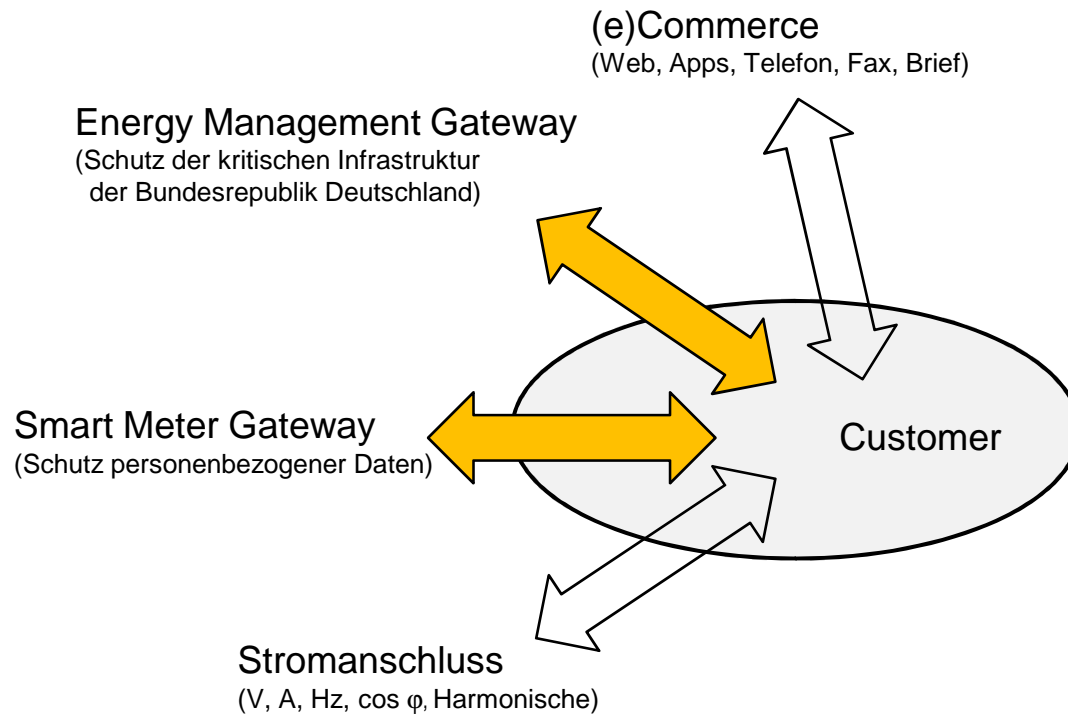 (e)Commerce
(Web, Apps, Telefon, Fax, Brief)
Energy Management Gateway
(Schutz der kritischen Infrastruktur
der Bundesrepublik Deutschland)
Smart Meter Gateway
(Schutz personenbezogener Daten)
Customer
Stromanschluss
(V, A, Hz, cos φ, Harmonische)